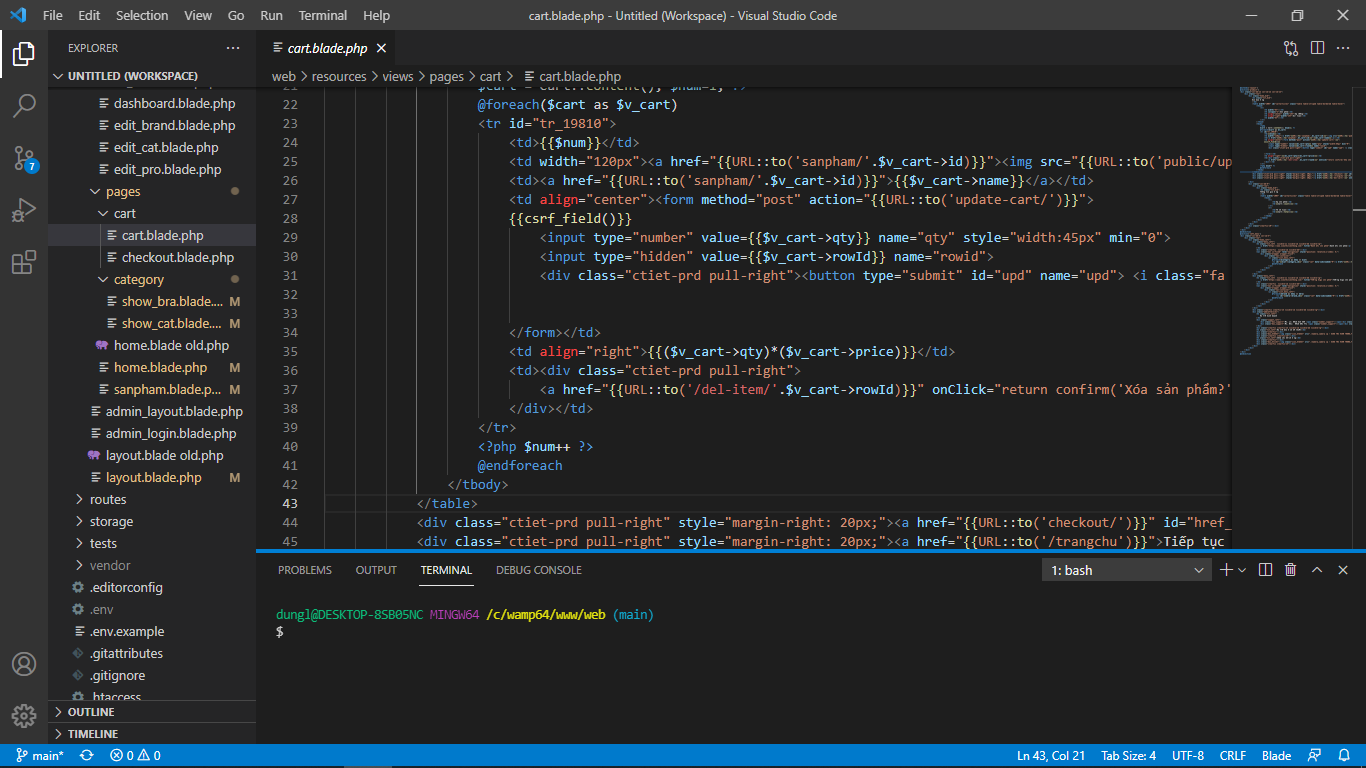 File Edit Selection View Go Run Terminal Help
cart.blade.php - Untitled (Workspace) - Visual Studio Code
EXPLORER
UNTITLED (WORKSPACE)
dashboard.blade.php
edit_brand.blade.php
edit_cat.blade.php
edit_pro.blade.php
pages
cart
cart.blade.php
checkout.blade.php
category
show_bra.blade.... M
show_cat.blade.... M
home.blade old.php
home.blade.php M
sanpham.blade.p... M
admin_layout.blade.php
admin_login.blade.php
layout.blade old.php
layout.blade.php M
routes
storage
tests
vendor
.editorconfig
.env
.env.example
.gitattributes
.gitignore
.htaccess
OUTLINE
TIMELINE
7
cart.blade.php
web > resources > views > pages > cart > cart.blade.php
21 $cart = Cart::content(); $num=1; ?>
22 @foreach($cart as $v_cart)
23 <tr id="tr_19810">
24 <td>{{$num}}</td>
25 <td width="120px"><a href="{{URL::to('sanpham/'.$v_cart->id)}}"><img src="{{URL::to('public/up
26 <td><a href="{{URL::to('sanpham/'.$v_cart->id)}}">{{$v_cart->name}}</a></td>
27 <td align="center"><form method="post" action="{{URL::to('update-cart/')}}">
28 {{csrf_field()}}
29 <input type="number" value={{$v_cart->qty}} name="qty" style="width:45px" min="0">
30 <input type="hidden" value={{$v_cart->rowId}} name="rowid">
31 <div class="ctiet-prd pull-right"><button type="submit" id="upd" name="upd"> <i class="fa
32
33
34 </form></td>
35 <td align="right">{{($v_cart->qty)*($v_cart->price)}}</td>
36 <td><div class="ctiet-prd pull-right">
37 <a href="{{URL::to('/del-item/'.$v_cart->rowId)}}" onClick="return confirm('Xóa sản phẩm?'
38 </div></td>
39 </tr>
40 <?php $num++ ?>
41 @endforeach
42 </tbody>
43 </table>
44 <div class="ctiet-prd pull-right" style="margin-right: 20px;"><a href="{{URL::to('checkout/')}}" id="href_
45 <div class="ctiet-prd pull-right" style="margin-right: 20px;"><a href="{{URL::to('/trangchu')}}">Tiếp tục
PROBLEMS OUTPUT TERMINAL DEBUG CONSOLE
1: bash
dungl@DESKTOP-8SB05NC MINGW64 /c/wamp64/www/web (main)
$
main* 0 0 Ln 43, Col 21 Tab Size: 4 UTF-8 CRLF Blade